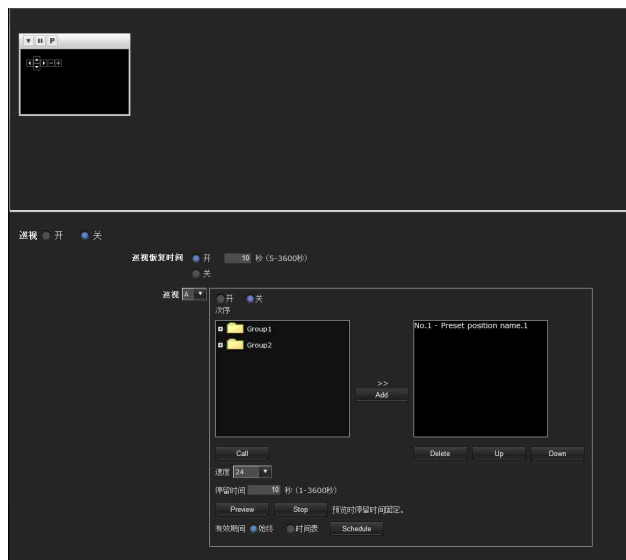 P
巡视 开 关
巡视恢复时间 开 10 秒 (5-3600秒)
关
巡视 A
开 关
次序
Group1
Group2
No.1 - Preset position name.1
>>
Add
Call
Delete Up Down
速度 24
停留时间 10 秒 (1-3600秒)
Preview Stop 预览时停留时间固定。
有效期间 始终 时间表 Schedule